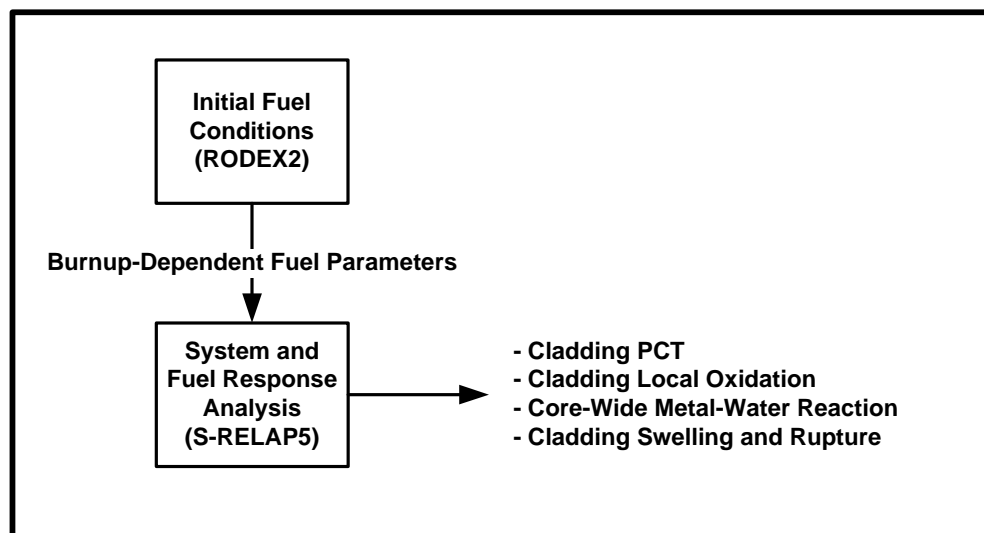 Initial Fuel
Conditions
(RODEX2)
Burnup-Dependent Fuel Parameters
System and
Fuel Response
Analysis
(S-RELAP5)
- Cladding PCT
- Cladding Local Oxidation
- Core-Wide Metal-Water Reaction
- Cladding Swelling and Rupture